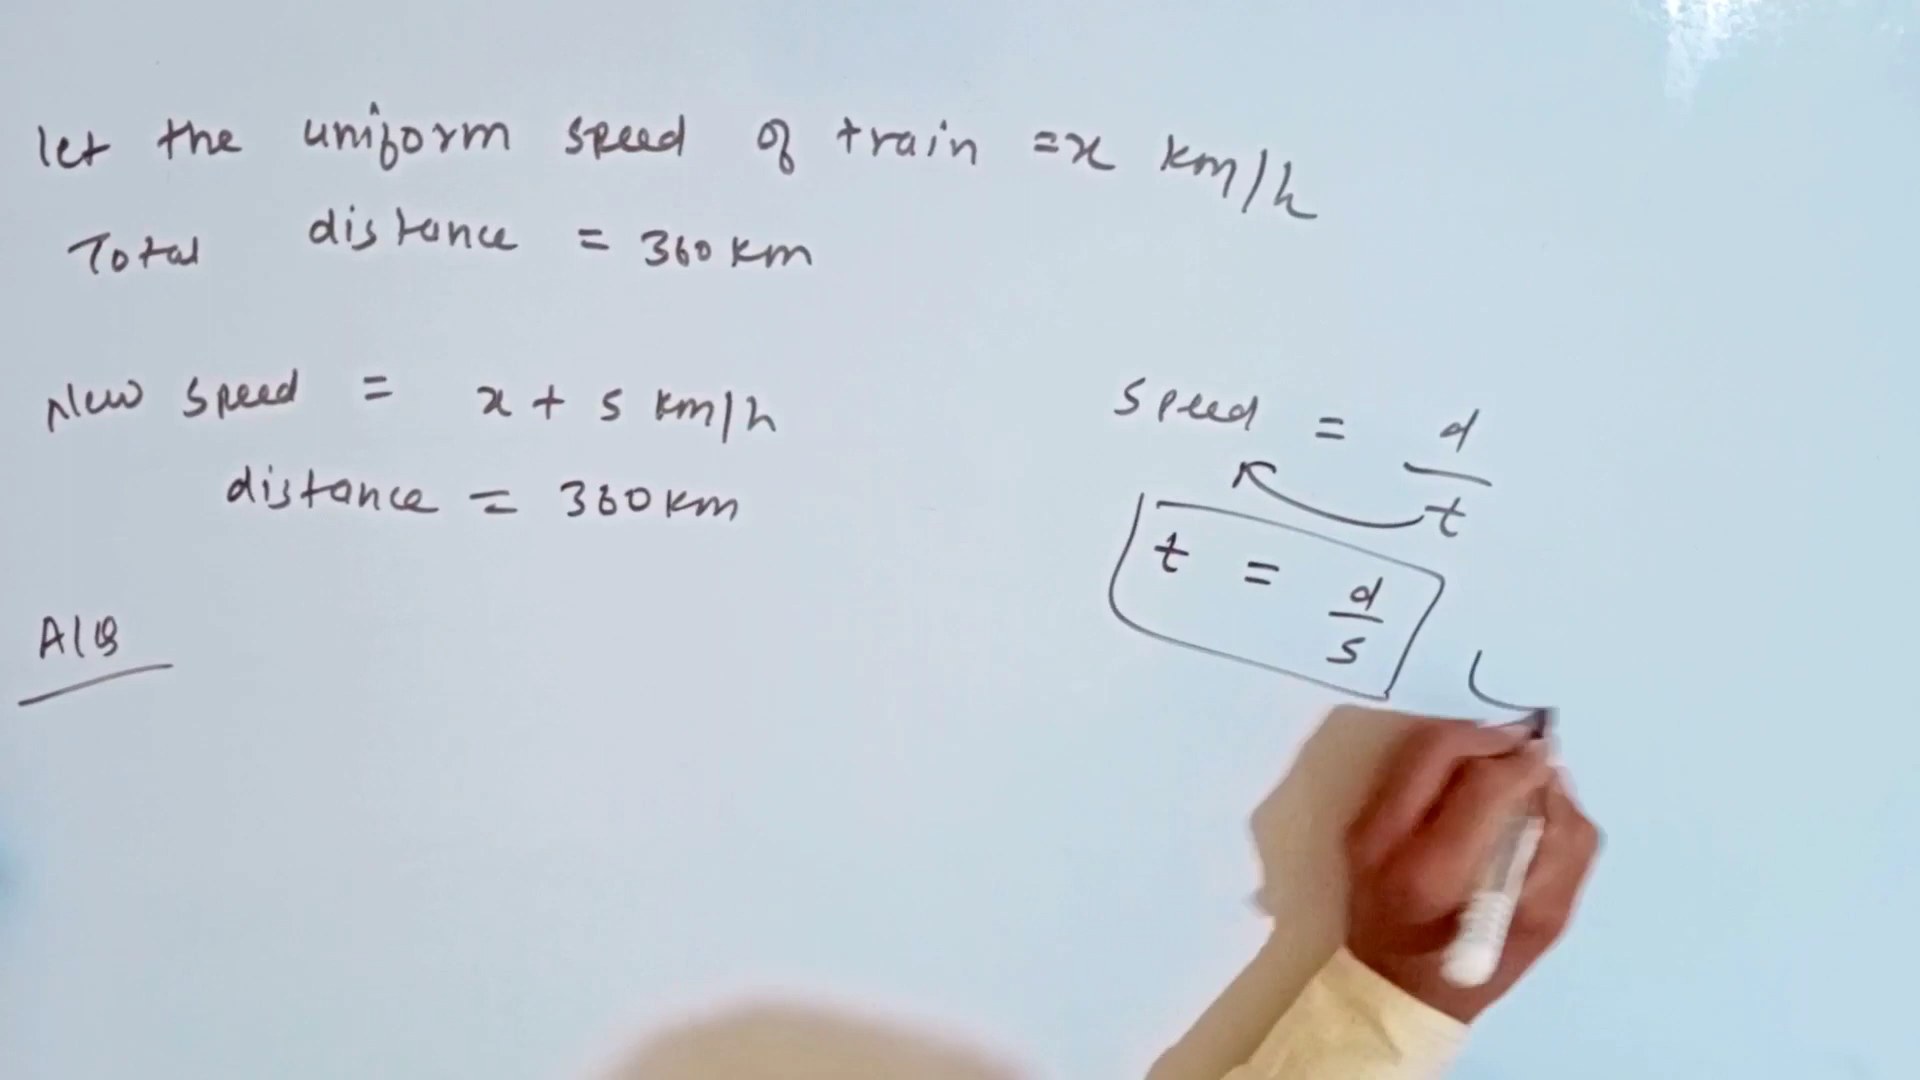 let the uniform speed of train = x km/h
Total distance = 360 km
New speed = x + 5 km/h
distance = 360 km
A/Q
speed = d/t
t = d/s